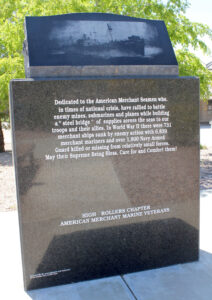 Dedicated to the American Merchant Seamen who,
in times of national crisis, have rallied to battle
enemy mines, submarines and planes while building
a "steel bridge" of supplies across the seas to our
troops and their allies. In World War II there were 731
merchant ships sunk by enemy action with 6,835
merchant mariners and over 1,800 Navy Armed
Guard killed or missing from relatively small forces.
May their Supreme Being Bless, Care for and Comfort them!
HIGH ROLLERS CHAPTER
AMERICAN MERCHANT MARINE VETERANS